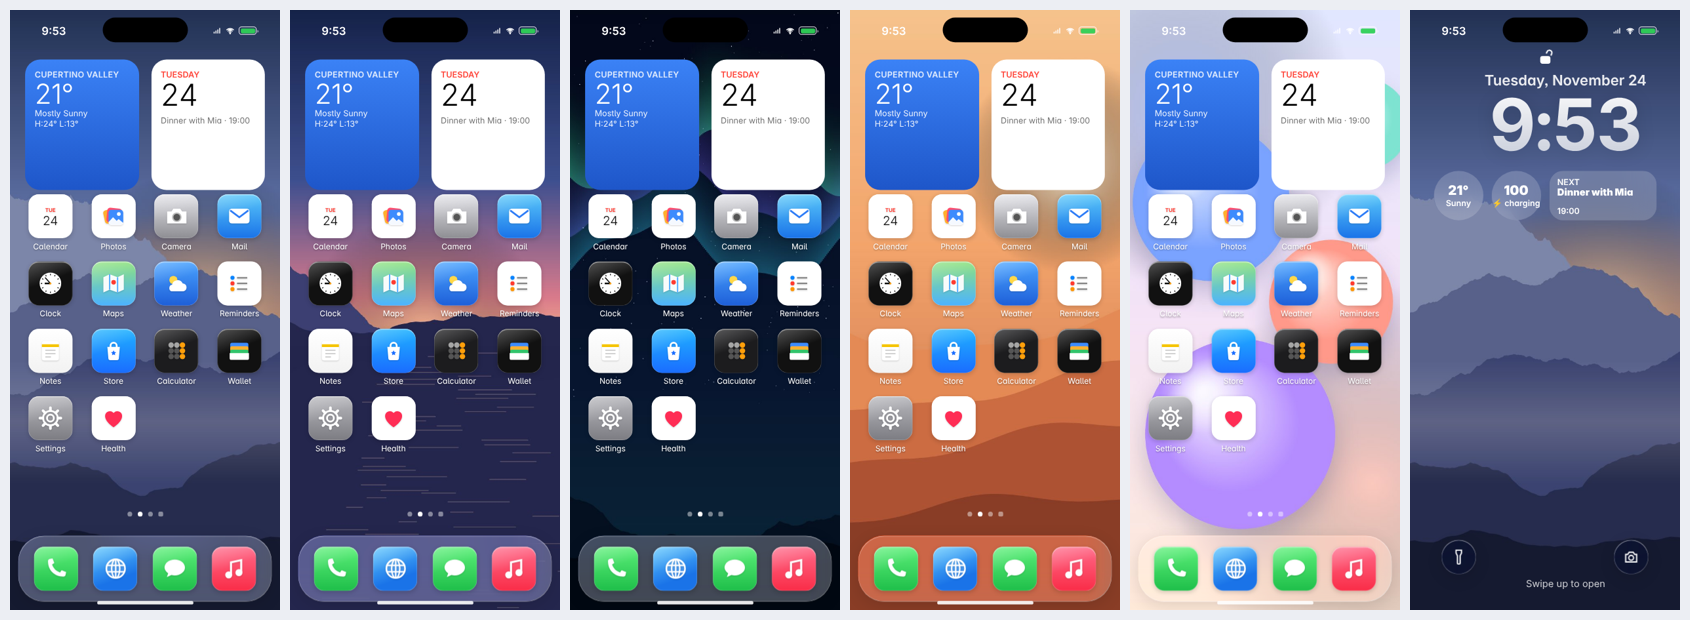 9:53
CUPERTINO VALLEY
21°
Mostly Sunny
H:24° L:13°
TUESDAY
24
Dinner with Mia · 19:00
TUE
24
Calendar
Photos
Camera
Mail
Clock
Maps
Weather
Reminders
Notes
Store
Calculator
Wallet
Settings
Health
9:53
CUPERTINO VALLEY
21°
Mostly Sunny
H:24° L:13°
TUESDAY
24
Dinner with Mia · 19:00
TUE
24
Calendar
Photos
Camera
Mail
Clock
Maps
Weather
Reminders
Notes
Store
Calculator
Wallet
Settings
Health
9:53
CUPERTINO VALLEY
21°
Mostly Sunny
H:24° L:13°
TUESDAY
24
Dinner with Mia · 19:00
TUE
24
Calendar
Photos
Camera
Mail
Clock
Maps
Weather
Reminders
Notes
Store
Calculator
Wallet
Settings
Health
9:53
CUPERTINO VALLEY
21°
Mostly Sunny
H:24° L:13°
TUESDAY
24
Dinner with Mia · 19:00
TUE
24
Calendar
Photos
Camera
Mail
Clock
Maps
Weather
Reminders
Notes
Store
Calculator
Wallet
Settings
Health
9:53
CUPERTINO VALLEY
21°
Mostly Sunny
H:24° L:13°
TUESDAY
24
Dinner with Mia · 19:00
TUE
24
Calendar
Photos
Camera
Mail
Clock
Maps
Weather
Reminders
Notes
Store
Calculator
Wallet
Settings
Health
9:53
Tuesday, November 24
9:53
21°
Sunny
100
⚡ charging
NEXT
Dinner with Mia
19:00
Swipe up to open